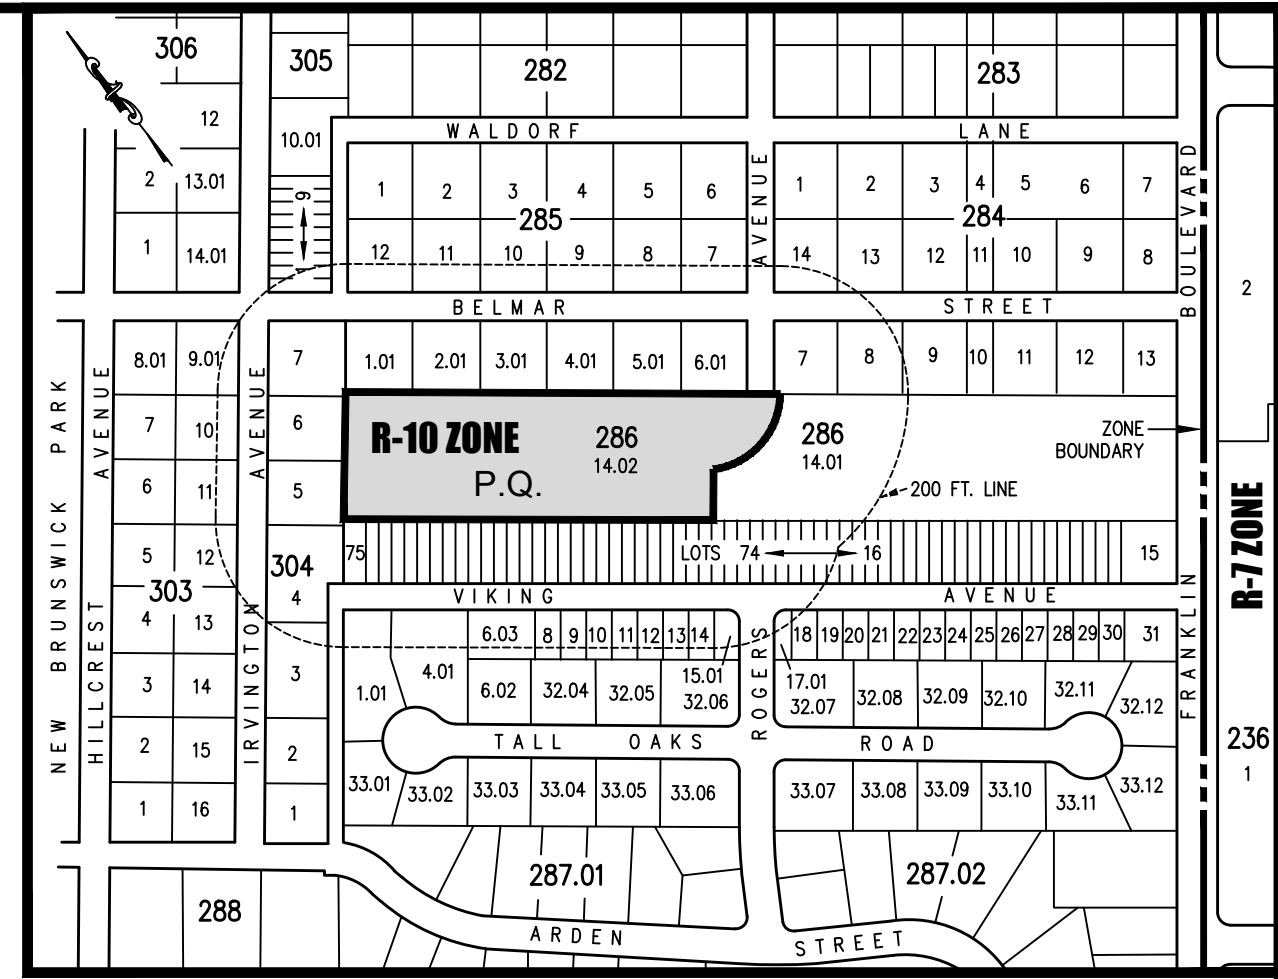 306
305
282
283
12
10.01
WALDORF LANE
2
13.01
9
1
1
14.01
1 2 3 4 5 6
285
12 11 10 9 8 7
AVENUE
1 2 3 4 5 6 7
284
14 13 12 11 10 9 8
BOULEVARD
2
BELMAR STREET
8.01 9.01
7
1.01 2.01 3.01 4.01 5.01 6.01
7 8 9 10 11 12 13
NEW BRUNSWICK PARK
HILLCREST AVENUE
IRVINGTON AVENUE
7 10
6
R-10 ZONE
286
14.02
P.Q.
286
14.01
ZONE
BOUNDARY
6 11
5
200 FT. LINE
R-7 ZONE
5 12
304
75
LOTS 74 16
15
303
4
VIKING AVENUE
4 13
6.03 8 9 10 11 12 13 14
18 19 20 21 22 23 24 25 26 27 28 29 30 31
ROGERS
FRANKLIN
3 14
3
1.01
4.01
6.02 32.04 32.05
15.01
32.06
17.01
32.07
32.08 32.09 32.10 32.11 32.12
2 15
2
TALL OAKS ROAD
236
1
1 16
1
33.01 33.02 33.03 33.04 33.05 33.06
33.07 33.08 33.09 33.10 33.11 33.12
287.01
287.02
288
ARDEN STREET